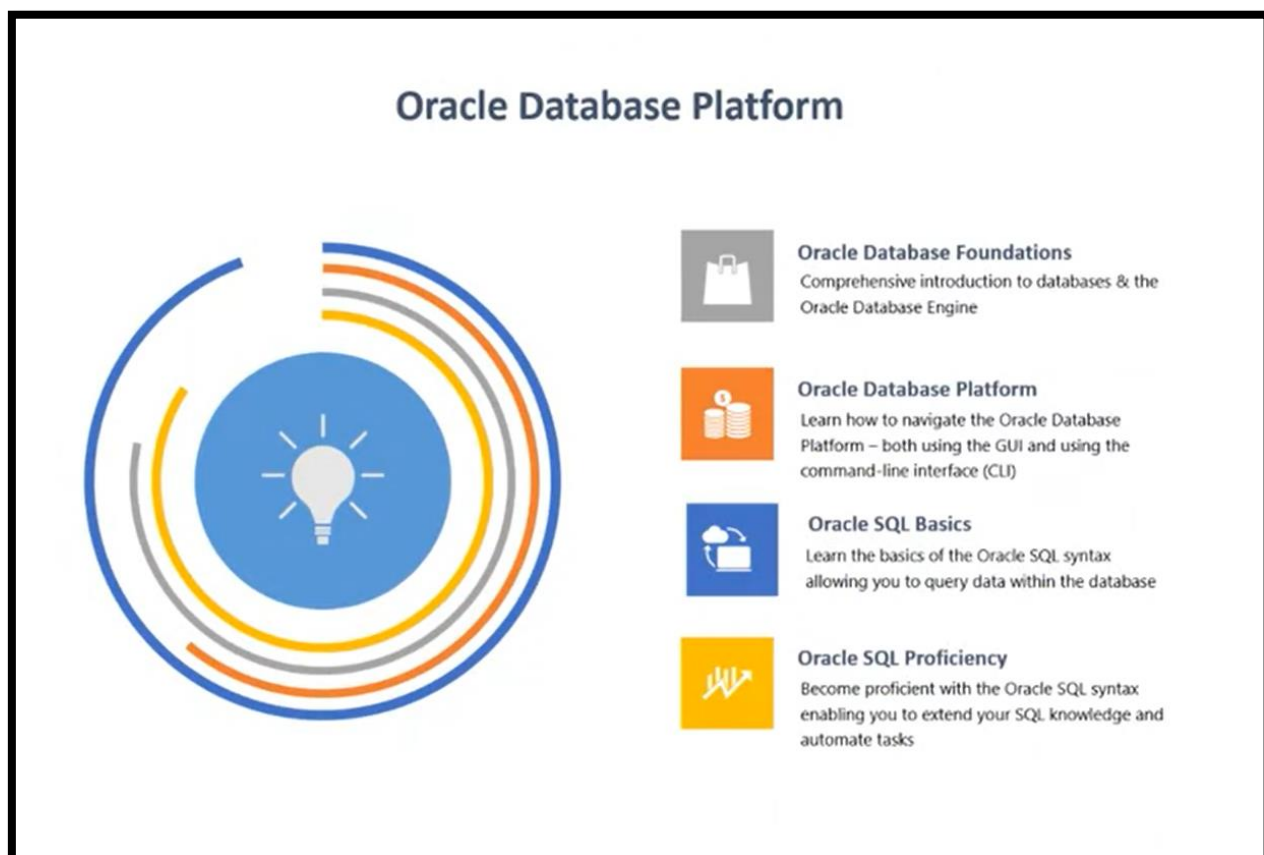 Oracle Database Platform
Oracle Database Foundations
Comprehensive introduction to databases & the
Oracle Database Engine
$
Oracle Database Platform
Learn how to navigate the Oracle Database
Platform – both using the GUI and using the
command-line interface (CLI)
Oracle SQL Basics
Learn the basics of the Oracle SQL syntax
allowing you to query data within the database
Oracle SQL Proficiency
Become proficient with the Oracle SQL syntax
enabling you to extend your SQL knowledge and
automate tasks